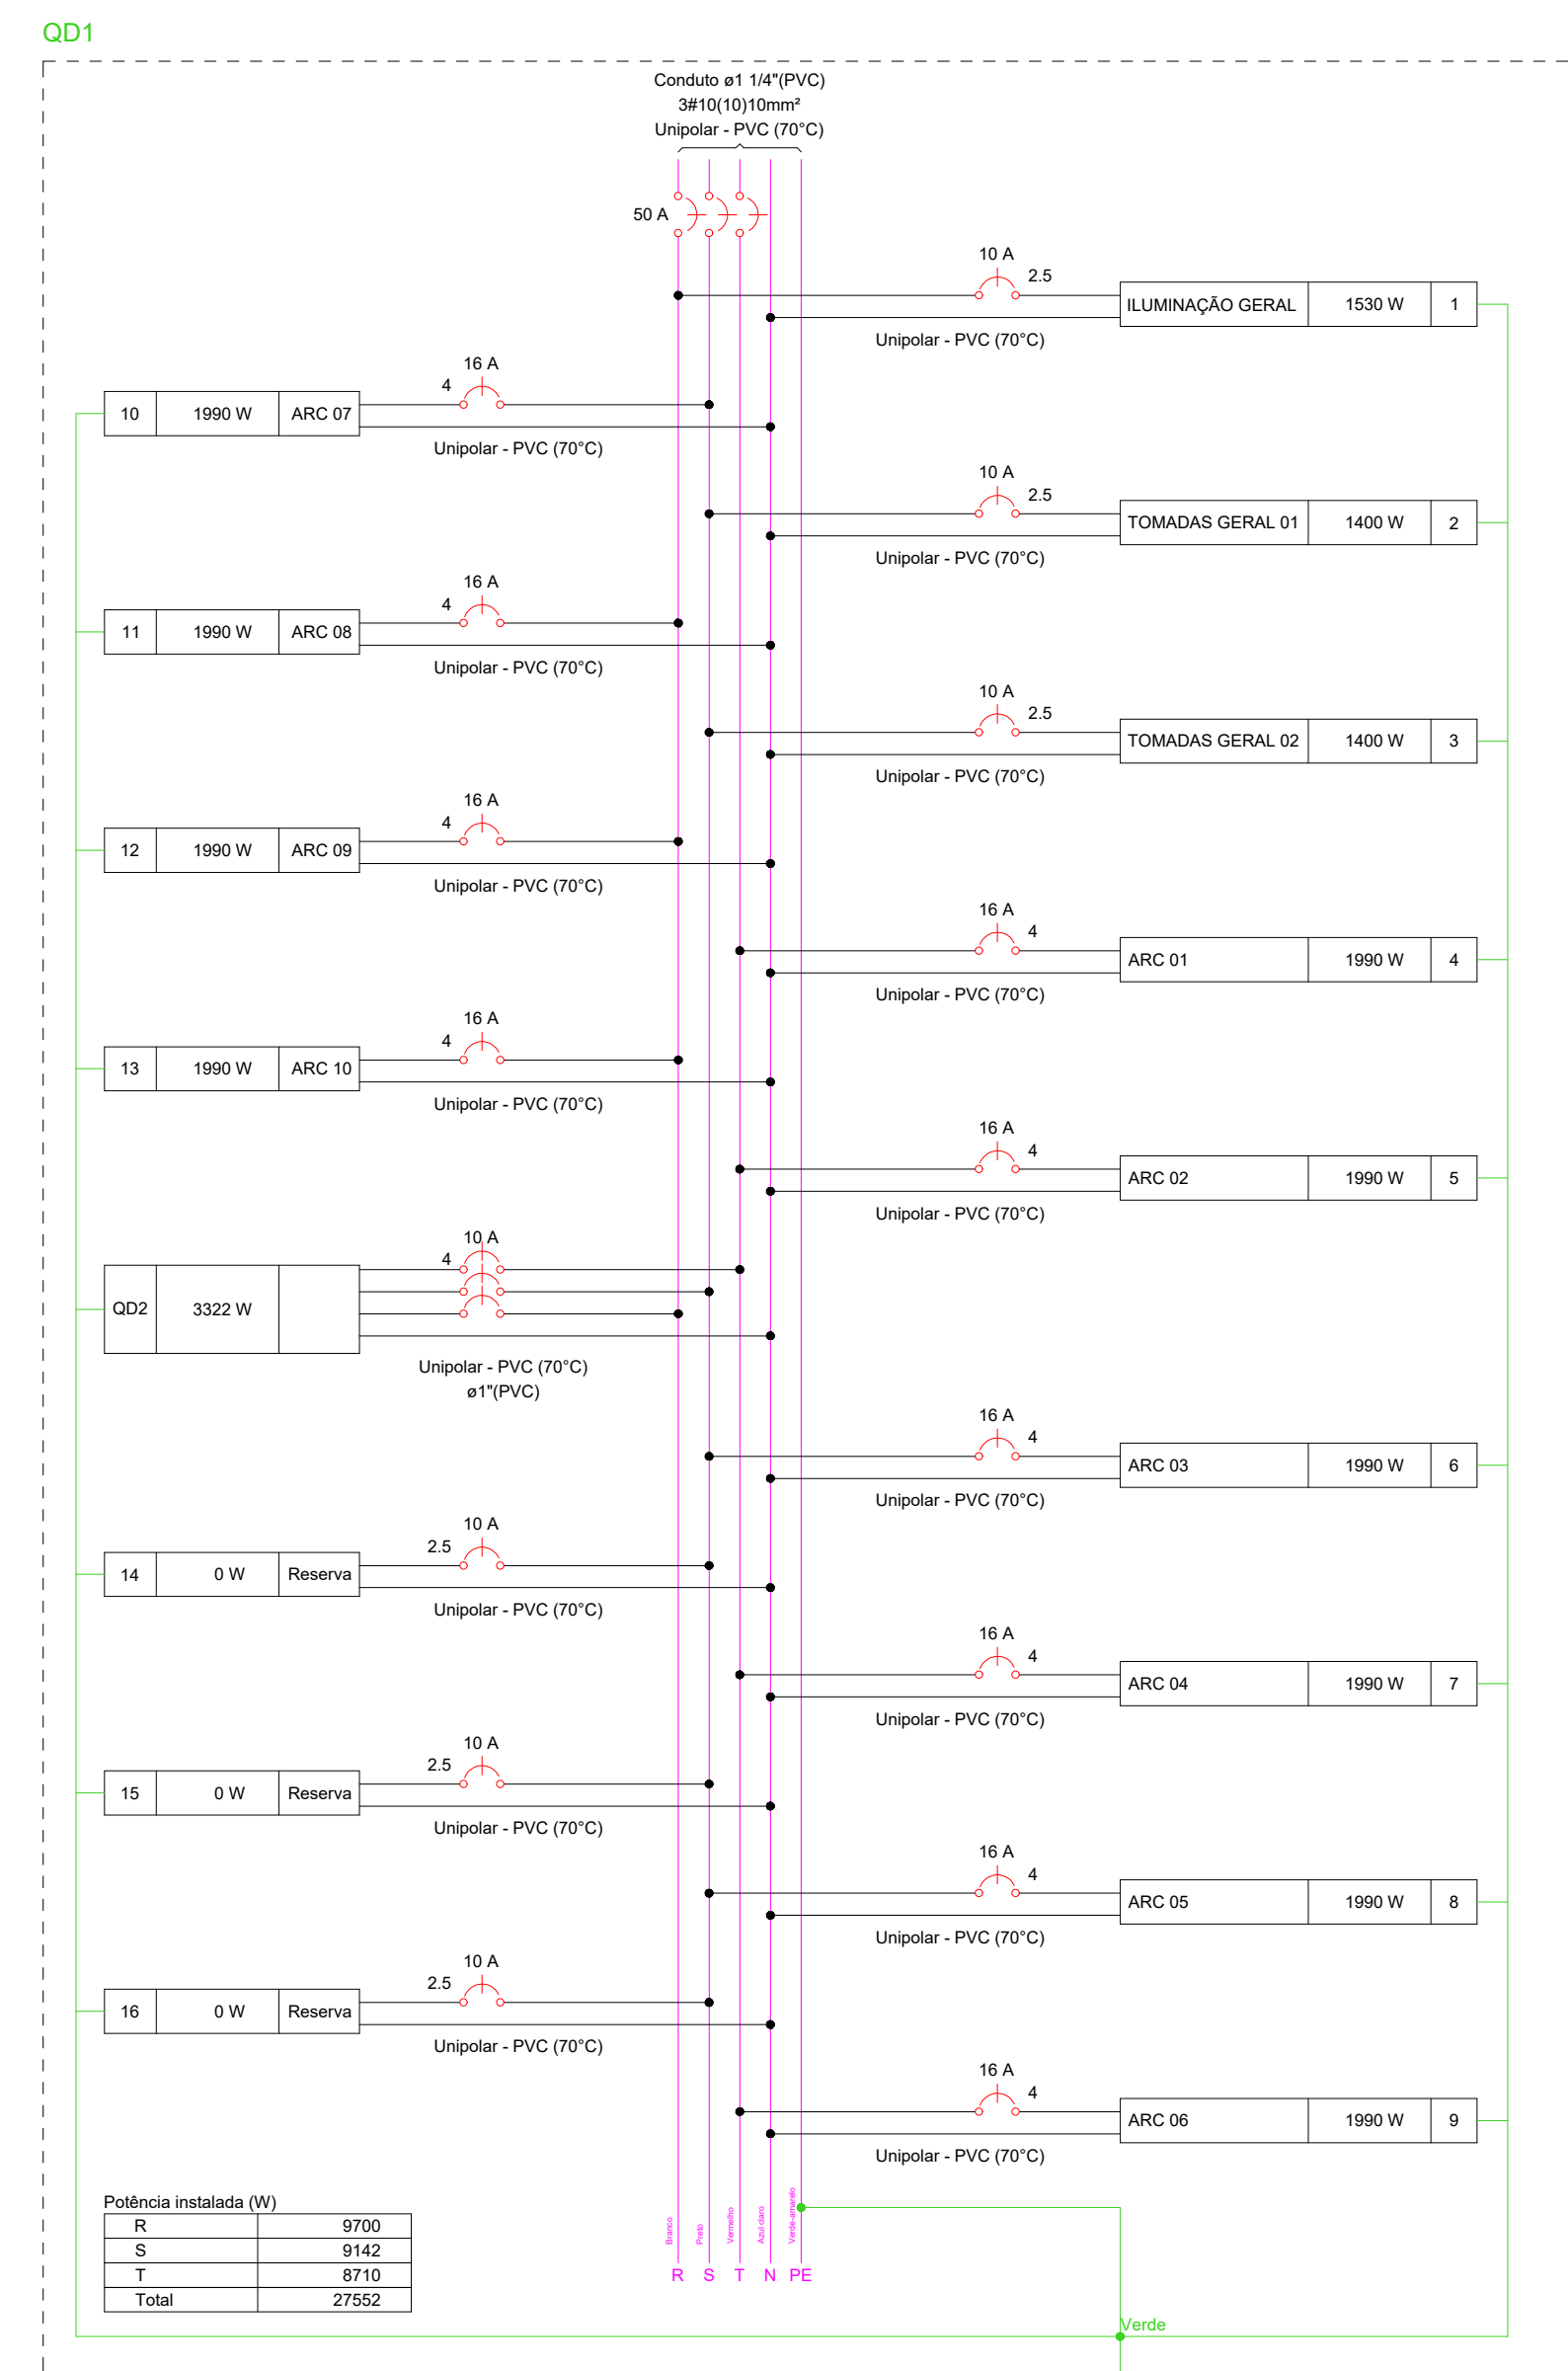 QD1
Conduto ø1 1/4"(PVC)
3#10(10)10mm²
Unipolar - PVC (70°C)
50 A
10 A
2.5
ILUMINAÇÃO GERAL 1530 W 1
Unipolar - PVC (70°C)
16 A
4
10 1990 W ARC 07
Unipolar - PVC (70°C)
10 A
2.5
TOMADAS GERAL 01 1400 W 2
Unipolar - PVC (70°C)
16 A
4
11 1990 W ARC 08
Unipolar - PVC (70°C)
10 A
2.5
TOMADAS GERAL 02 1400 W 3
Unipolar - PVC (70°C)
16 A
4
12 1990 W ARC 09
Unipolar - PVC (70°C)
16 A
4
ARC 01 1990 W 4
Unipolar - PVC (70°C)
16 A
4
13 1990 W ARC 10
Unipolar - PVC (70°C)
16 A
4
ARC 02 1990 W 5
Unipolar - PVC (70°C)
10 A
4
QD2 3322 W
Unipolar - PVC (70°C)
ø1"(PVC)
16 A
4
ARC 03 1990 W 6
Unipolar - PVC (70°C)
10 A
2.5
14 0 W Reserva
Unipolar - PVC (70°C)
16 A
4
ARC 04 1990 W 7
Unipolar - PVC (70°C)
10 A
2.5
15 0 W Reserva
Unipolar - PVC (70°C)
16 A
4
ARC 05 1990 W 8
Unipolar - PVC (70°C)
10 A
2.5
16 0 W Reserva
Unipolar - PVC (70°C)
16 A
4
ARC 06 1990 W 9
Unipolar - PVC (70°C)
Potência instalada (W)
R 9700
S 9142
T 8710
Total 27552
Branco
Preto
Vermelho
Azul claro
Verde-amarelo
R S T N PE
Verde